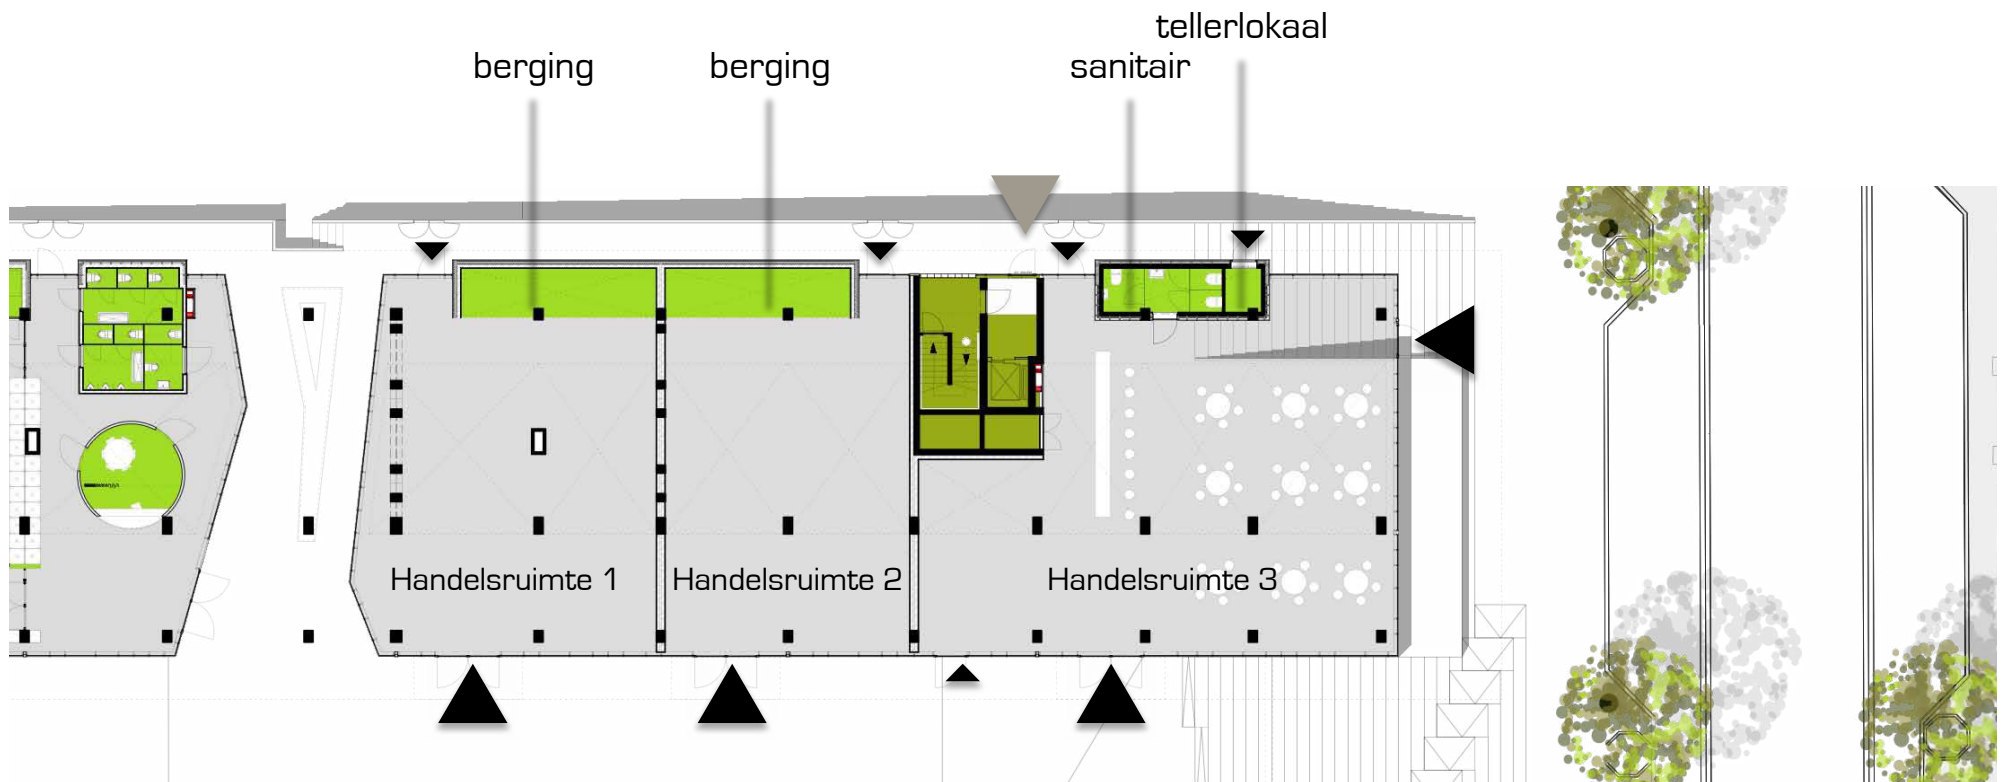 tellerlokaal
berging
berging
sanitair
Handelsruimte 1
Handelsruimte 2
Handelsruimte 3